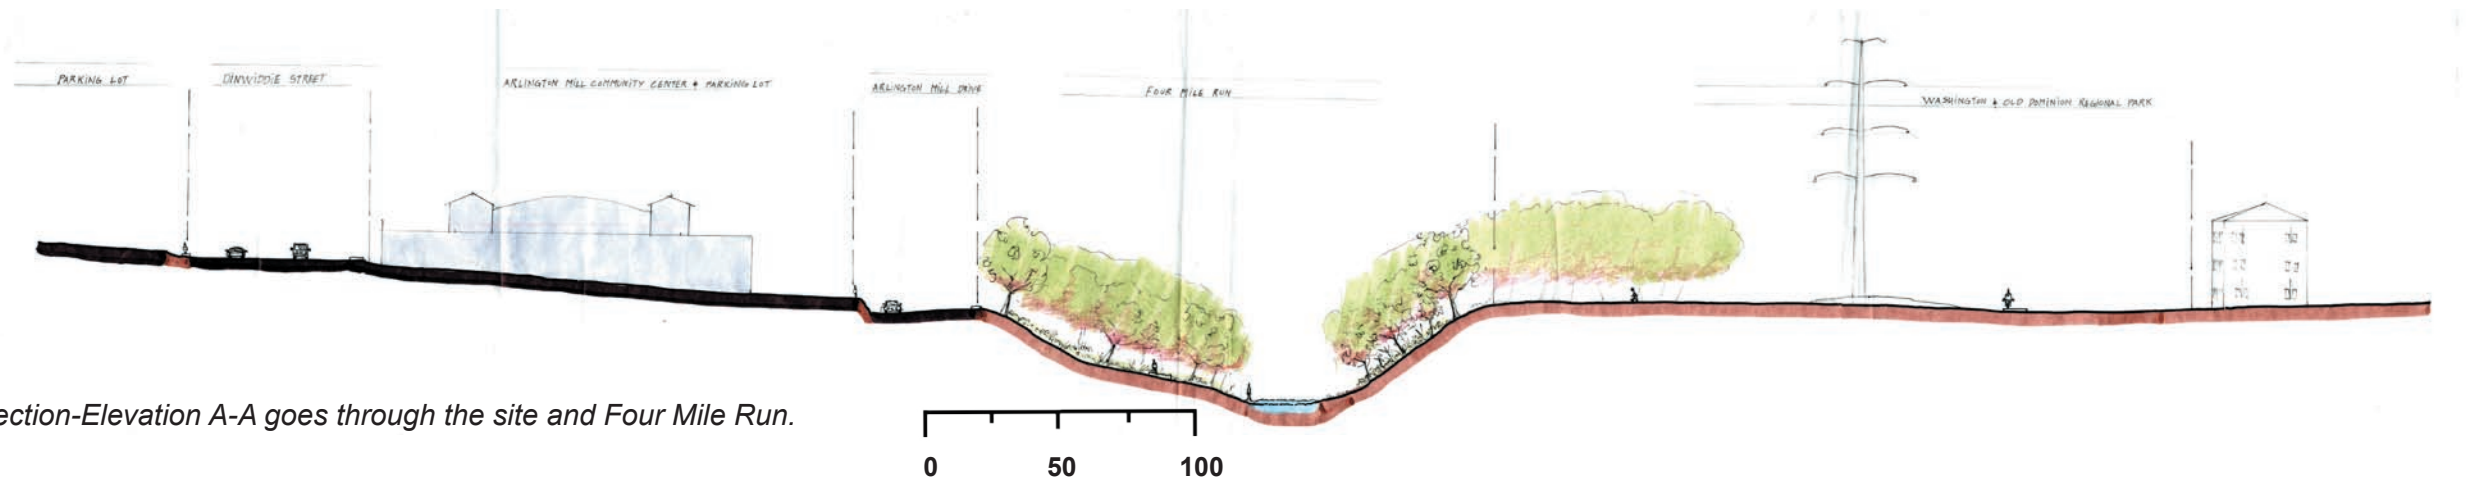 PARKING LOT
DINWIDDIE STREET
ARLINGTON MILL COMMUNITY CENTER & PARKING LOT
ARLINGTON MILL DRIVE
FOUR MILE RUN
WASHINGTON & OLD DOMINION REGIONAL PARK
ection-Elevation A-A goes through the site and Four Mile Run.
0 50 100